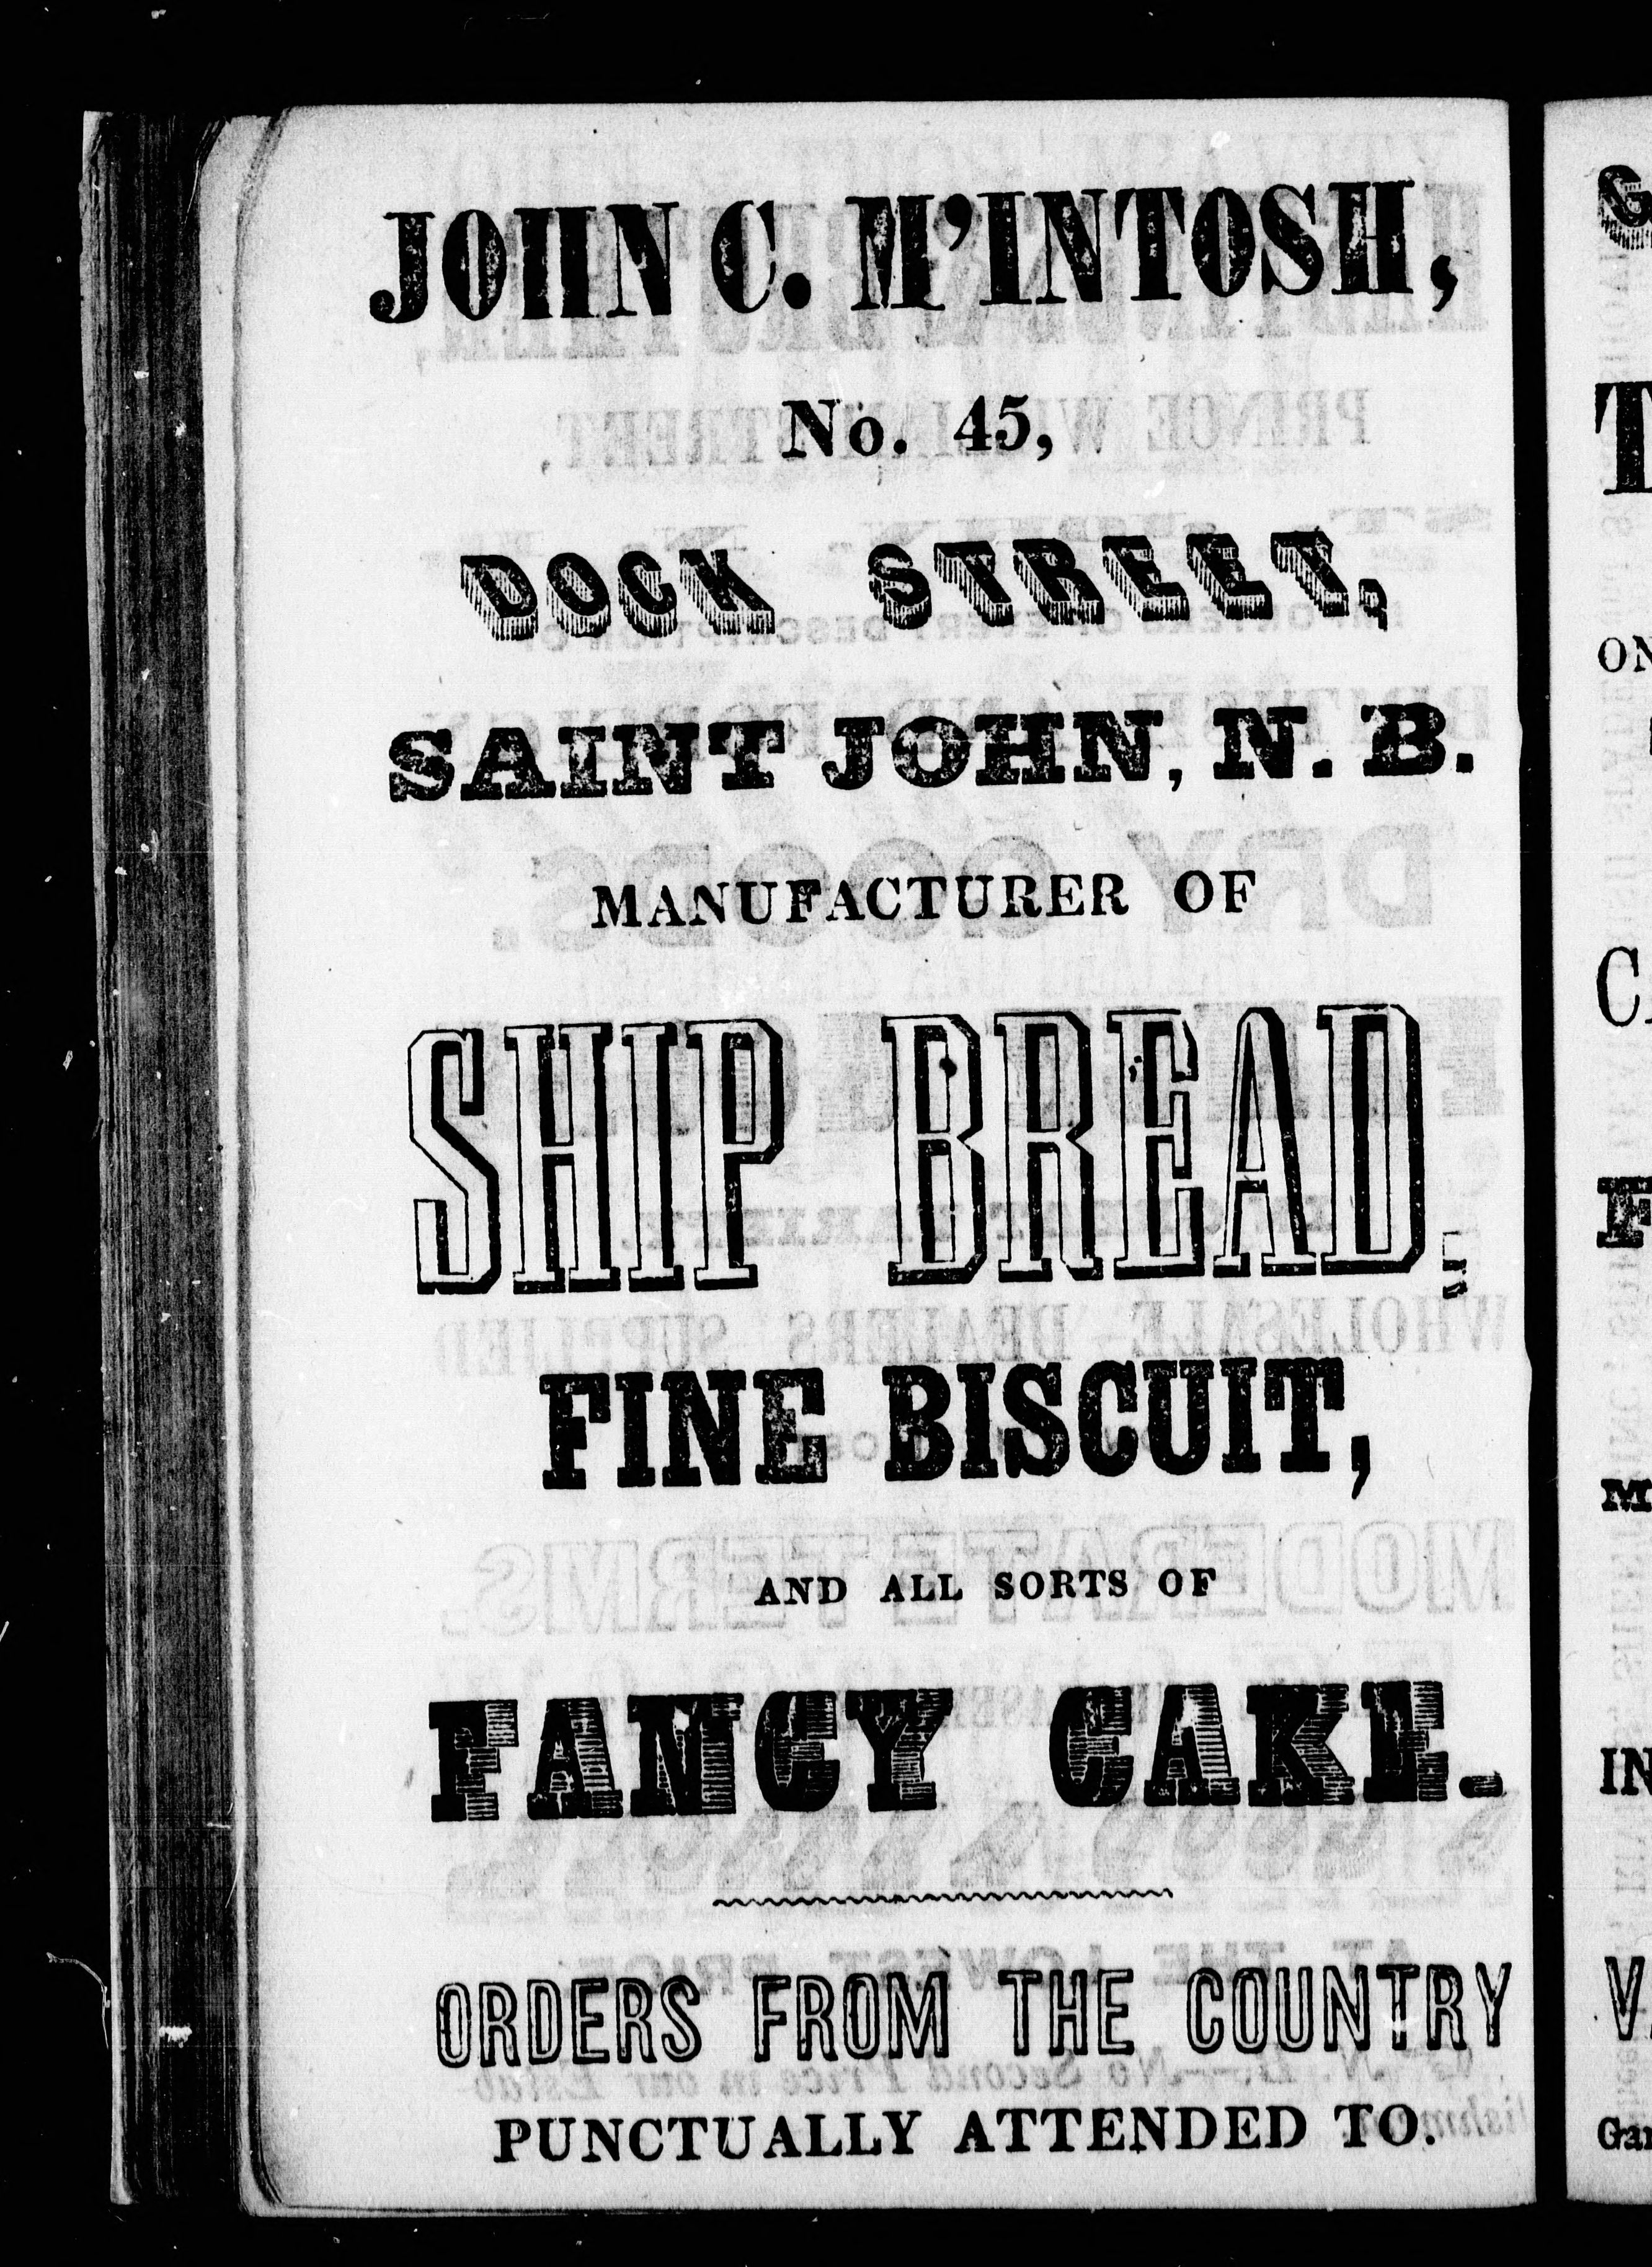 JOHN C. M'INTOSH,
No. 45,
DOCK STREET,
SAINT JOHN, N. B.
MANUFACTURER OF
SHIP BREAD,
FINE BISCUIT,
AND ALL SORTS OF
FANCY CAKE.
ORDERS FROM THE COUNTRY
PUNCTUALLY ATTENDED TO.